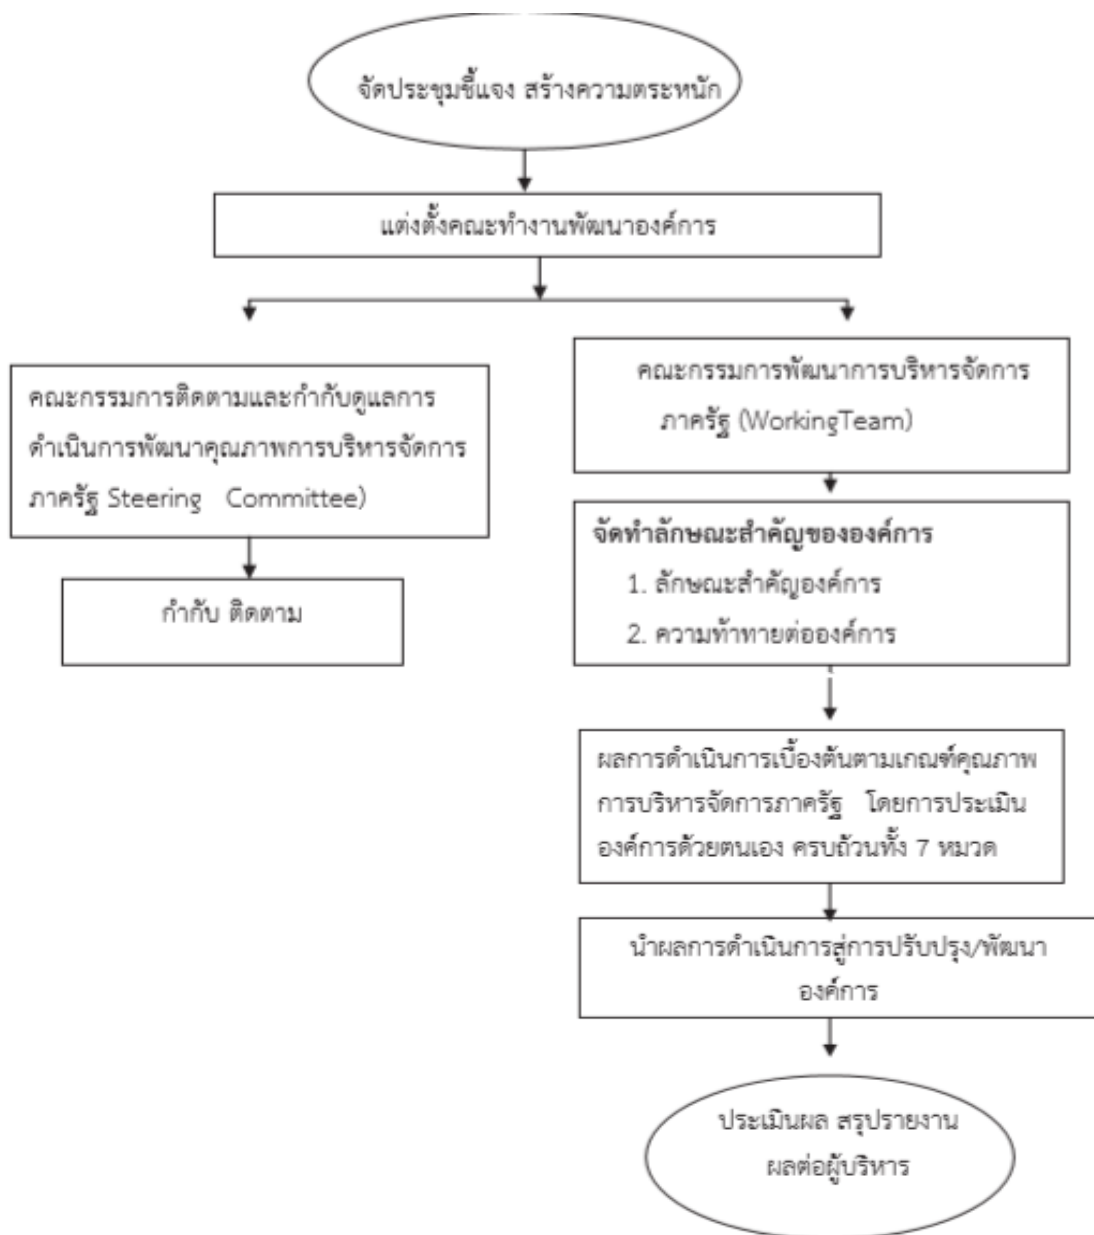 จัดประชุมชี้แจง สร้างความตระหนัก
แต่งตั้งคณะทำงานพัฒนาองค์การ
คณะกรรมการติดตามและกำกับดูแลการ
ดำเนินการพัฒนาคุณภาพการบริหารจัดการ
ภาครัฐ Steering Committee)
กำกับ ติดตาม
คณะกรรมการพัฒนาการบริหารจัดการ
ภาครัฐ (WorkingTeam)
จัดทำลักษณะสำคัญขององค์การ
1. ลักษณะสำคัญองค์การ
2. ความท้าทายต่อองค์การ
ผลการดำเนินการเบื้องต้นตามเกณฑ์คุณภาพ
การบริหารจัดการภาครัฐ โดยการประเมิน
องค์การด้วยตนเอง ครบถ้วนทั้ง 7 หมวด
นำผลการดำเนินการสู่การปรับปรุง/พัฒนา
องค์การ
ประเมินผล สรุปรายงาน
ผลต่อผู้บริหาร